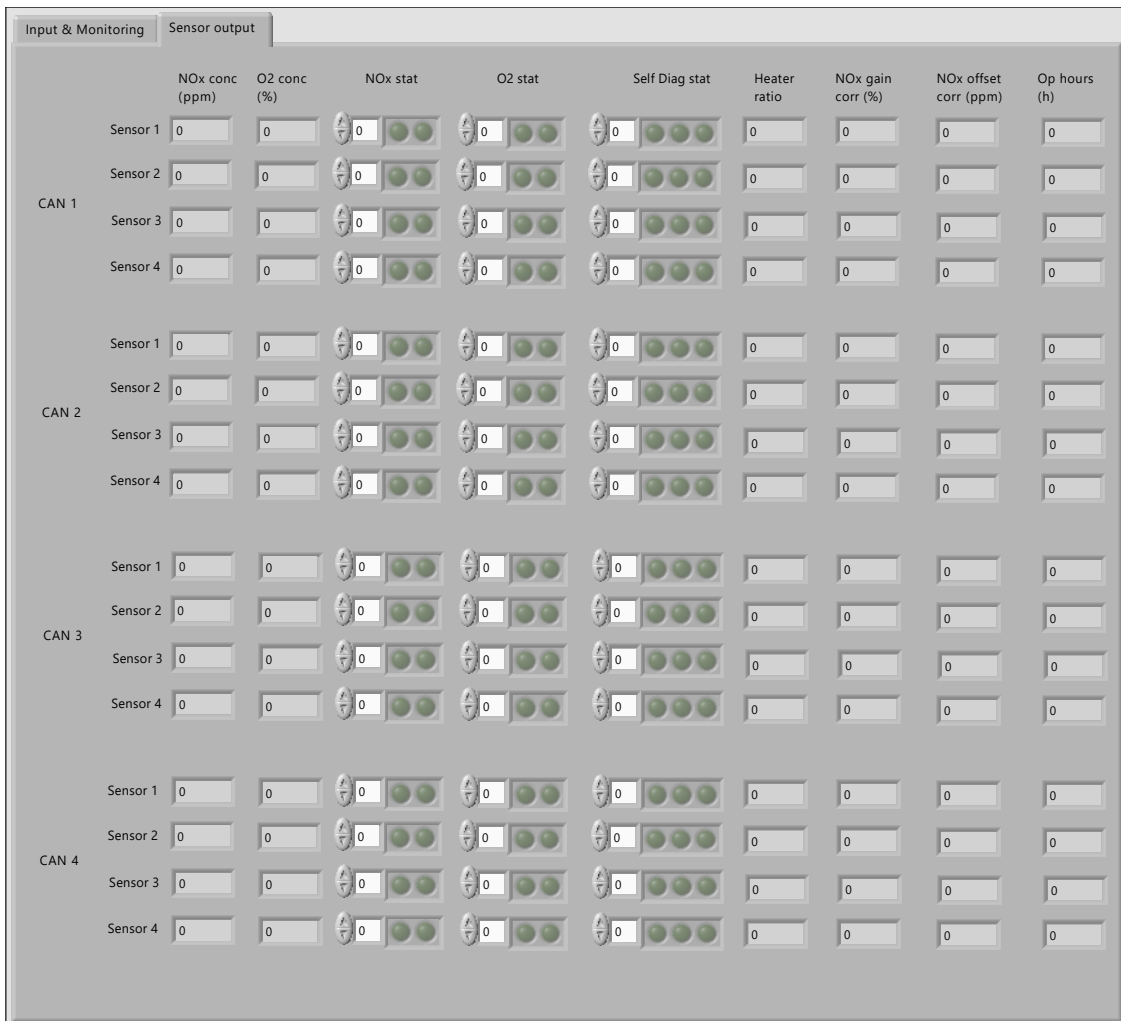 Input & Monitoring Sensor output
NOx conc O2 conc NOx stat O2 stat Self Diag stat Heater NOx gain NOx offset Op hours
(ppm) (%) ratio corr (%) corr (ppm) (h)
Sensor 1 0 0 0 0 0 0 0 0 0
Sensor 2 0 0 0 0 0 0 0 0 0
CAN 1
Sensor 3 0 0 0 0 0 0 0 0 0
Sensor 4 0 0 0 0 0 0 0 0 0
Sensor 1 0 0 0 0 0 0 0 0 0
Sensor 2 0 0 0 0 0 0 0 0 0
CAN 2
Sensor 3 0 0 0 0 0 0 0 0 0
Sensor 4 0 0 0 0 0 0 0 0 0
Sensor 1 0 0 0 0 0 0 0 0 0
Sensor 2 0 0 0 0 0 0 0 0 0
CAN 3
Sensor 3 0 0 0 0 0 0 0 0 0
Sensor 4 0 0 0 0 0 0 0 0 0
Sensor 1 0 0 0 0 0 0 0 0 0
Sensor 2 0 0 0 0 0 0 0 0 0
CAN 4
Sensor 3 0 0 0 0 0 0 0 0 0
Sensor 4 0 0 0 0 0 0 0 0 0